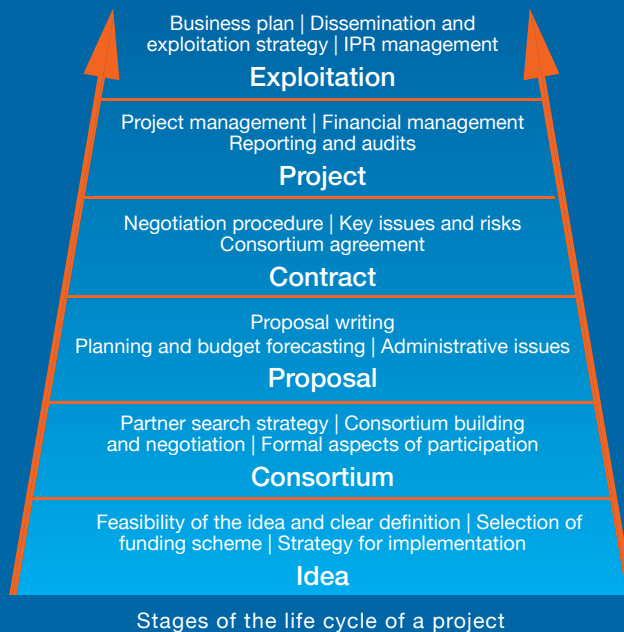 Business plan | Dissemination and
exploitation strategy | IPR management
Exploitation
Project management | Financial management
Reporting and audits
Project
Negotiation procedure | Key issues and risks
Consortium agreement
Contract
Proposal writing
Planning and budget forecasting | Administrative issues
Proposal
Partner search strategy | Consortium building
and negotiation | Formal aspects of participation
Consortium
Feasibility of the idea and clear definition | Selection of
funding scheme | Strategy for implementation
Idea
Stages of the life cycle of a project